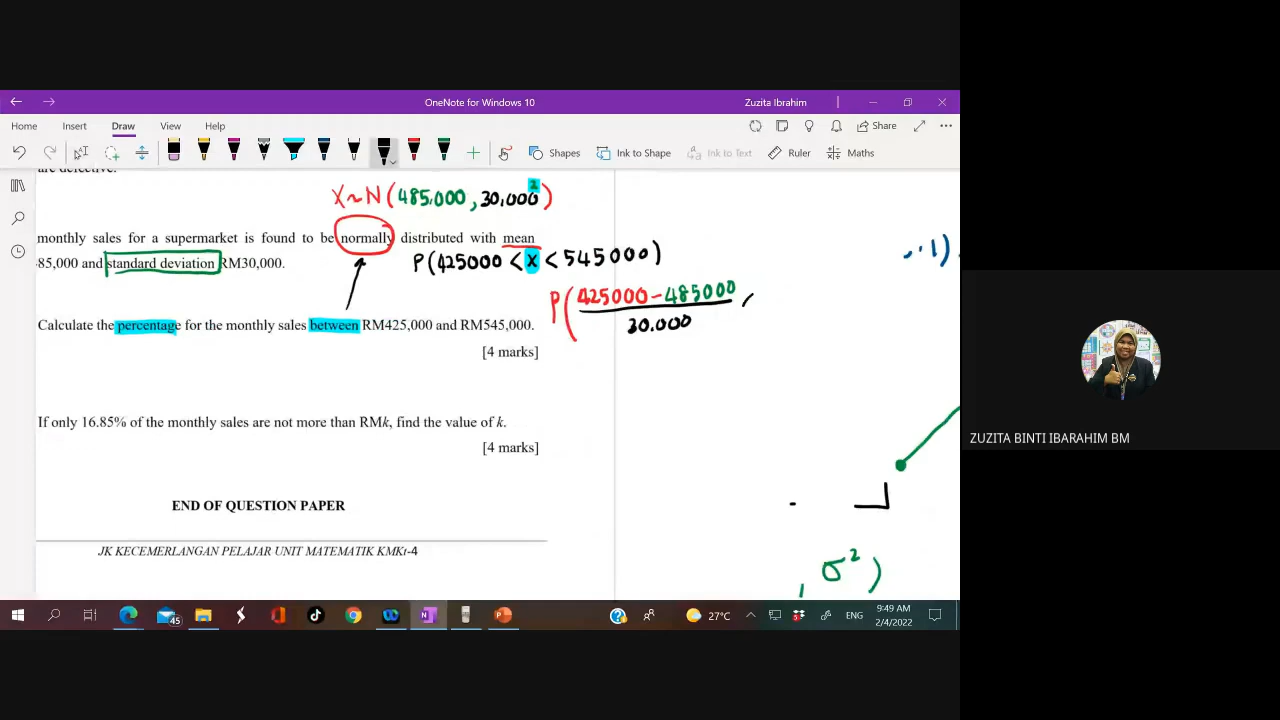 OneNote for Windows 10
Zuzita Ibrahim
Home Insert Draw View Help
Share
Shapes Ink to Shape Ink to Text Ruler Maths
are defective.
X~N(485,000, 30,000²)
monthly sales for a supermarket is found to be normally distributed with mean
85,000 and standard deviation RM30,000.
P(425000 < X < 545000)
P(425000-485000 <
30,000
Calculate the percentage for the monthly sales between RM425,000 and RM545,000.
[4 marks]
If only 16.85% of the monthly sales are not more than RMk, find the value of k.
[4 marks]
END OF QUESTION PAPER
JK KECEMERLANGAN PELAJAR UNIT MATEMATIK KMKt-4
, σ²)
ZUZITA BINTI IBARAHIM BM
45
27°C
5
ENG
9:49 AM
2/4/2022